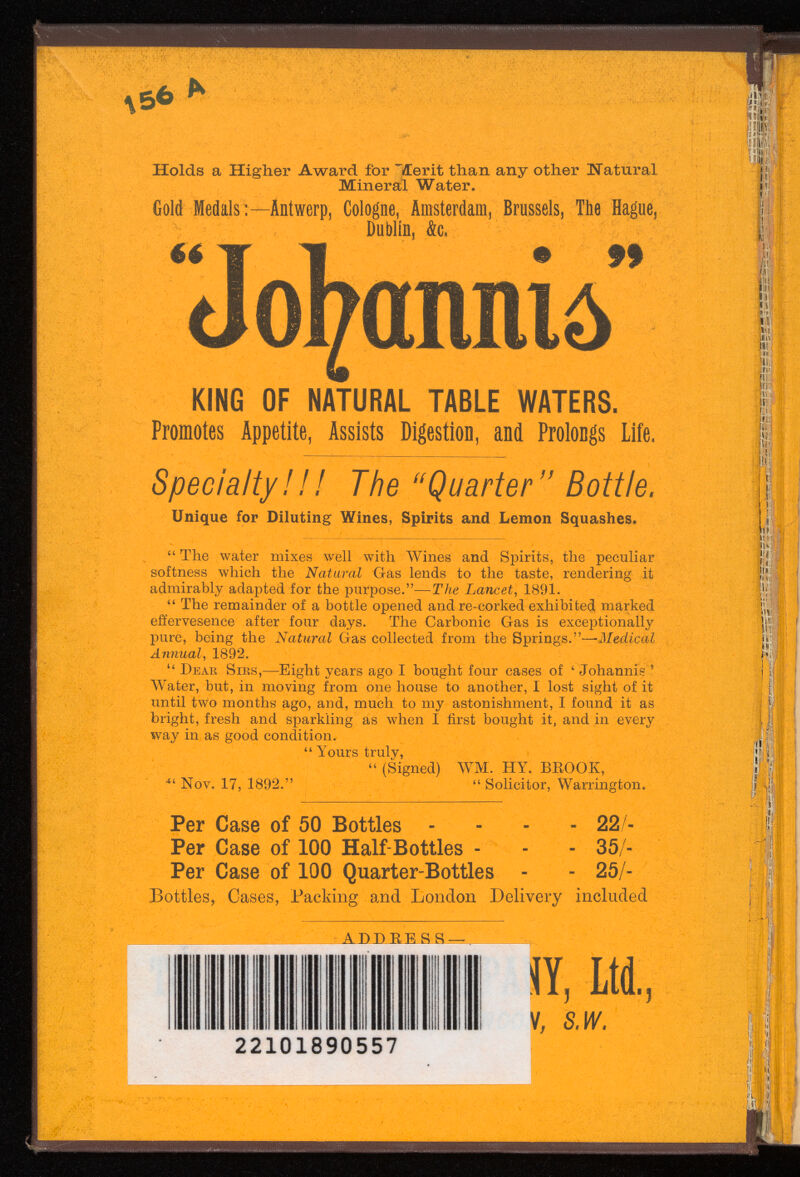 156 A
Holds a Higher Award for Merit than any other Natural
Mineral Water.
Gold Medals:—Antwerp, Cologne, Amsterdam, Brussels, The Hague,
Dublin, &c.
“Johannis”
KING OF NATURAL TABLE WATERS.
Promotes Appetite, Assists Digestion, and Prolongs Life.
Specialty!!! The “Quarter” Bottle.
Unique for Diluting Wines, Spirits and Lemon Squashes.
“ The water mixes well with Wines and Spirits, the peculiar
softness which the Natural Gas lends to the taste, rendering it
admirably adapted for the purpose.”—The Lancet, 1891.
“ The remainder of a bottle opened and re-corked exhibited marked
effervesence after four days. The Carbonic Gas is exceptionally
pure, being the Natural Gas collected from the Springs.”—Medical
Annual, 1892.
“ DEAR SIRS,—Eight years ago I bought four cases of ‘ Johannis ’
Water, but, in moving from one house to another, I lost sight of it
until two months ago, and, much to my astonishment, I found it as
bright, fresh and sparkling as when I first bought it, and in every
way in as good condition.
“ Yours truly,
“ (Signed) WM. HY. BROOK,
“ Nov. 17, 1892.” “ Solicitor, Warrington.
Per Case of 50 Bottles - - - - 22/-
Per Case of 100 Half-Bottles - - - 35/-
Per Case of 100 Quarter-Bottles - - 25/-
Bottles, Cases, Packing and London Delivery included
ADDRESS—
Ltd.,
S.W.
22101890557